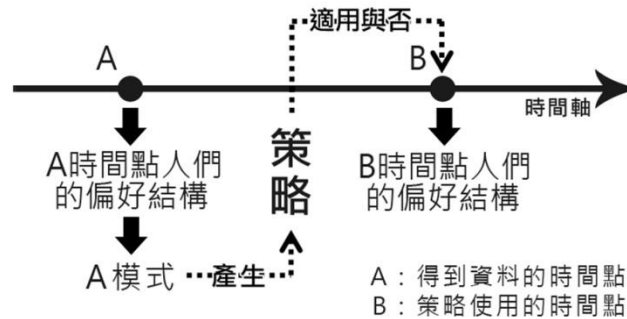 適用與否
A
B
時間軸
A時間點人們
的偏好結構
策略
B時間點人們
的偏好結構
A模式
產生
A：得到資料的時間點
B：策略使用的時間點